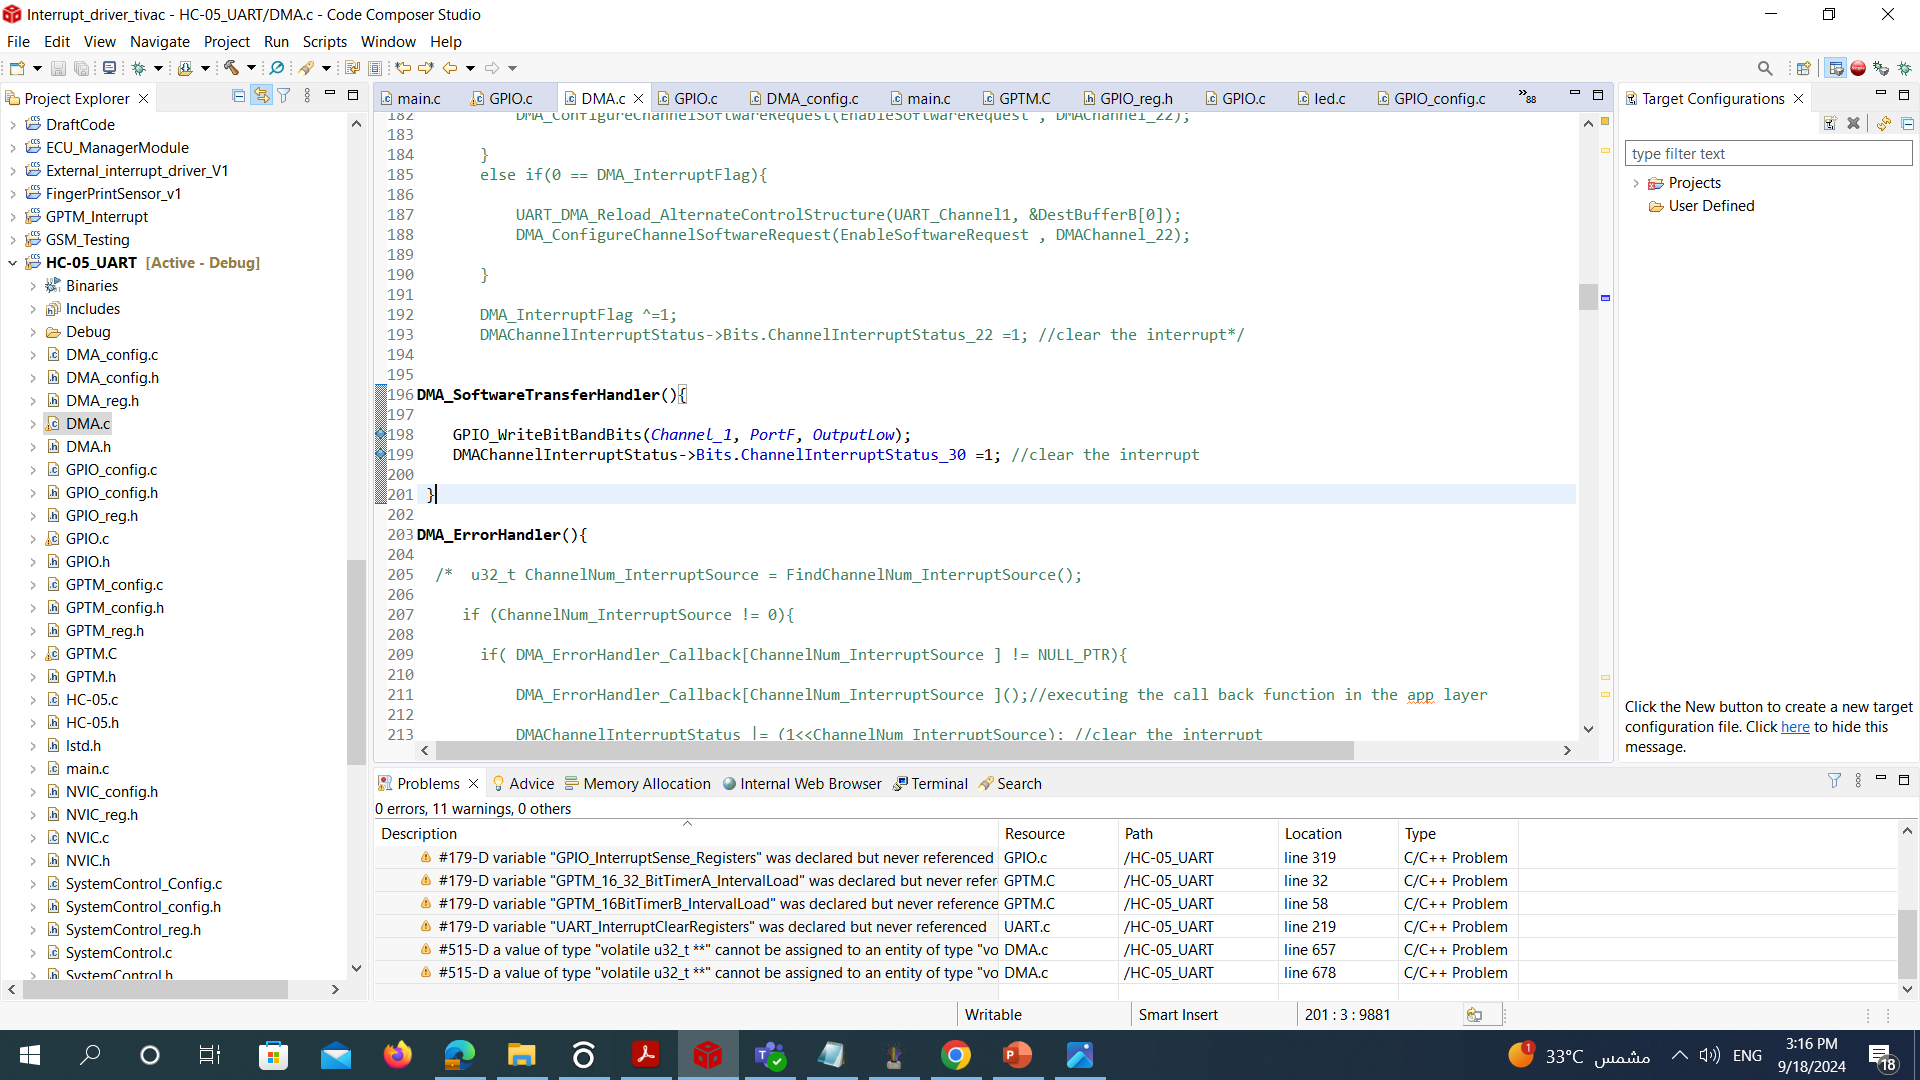 Interrupt_driver_tivac - HC-05_UART/DMA.c - Code Composer Studio
File Edit View Navigate Project Run Scripts Window Help
Project Explorer
DraftCode
ECU_ManagerModule
External_interrupt_driver_V1
FingerPrintSensor_v1
GPTM_Interrupt
GSM_Testing
HC-05_UART [Active - Debug]
Binaries
Includes
Debug
DMA_config.c
DMA_config.h
DMA_reg.h
DMA.c
DMA.h
GPIO_config.c
GPIO_config.h
GPIO_reg.h
GPIO.c
GPIO.h
GPTM_config.c
GPTM_config.h
GPTM_reg.h
GPTM.C
GPTM.h
HC-05.c
HC-05.h
lstd.h
main.c
NVIC_config.h
NVIC_reg.h
NVIC.c
NVIC.h
SystemControl_Config.c
SystemControl_config.h
SystemControl_reg.h
SystemControl.c
SystemControl.h
main.c GPIO.c DMA.c GPIO.c DMA_config.c main.c GPTM.C GPIO_reg.h GPIO.c led.c GPIO_config.c »88
182 DMA_ConfigureChannelSoftwareRequest(EnableSoftwareRequest , DMAChannel_22);
183
184 }
185 else if(0 == DMA_InterruptFlag){
186
187 UART_DMA_Reload_AlternateControlStructure(UART_Channel1, &DestBufferB[0]);
188 DMA_ConfigureChannelSoftwareRequest(EnableSoftwareRequest , DMAChannel_22);
189
190 }
191
192 DMA_InterruptFlag ^=1;
193 DMAChannelInterruptStatus->Bits.ChannelInterruptStatus_22 =1; //clear the interrupt*/
194
195
196 DMA_SoftwareTransferHandler(){
197
198 GPIO_WriteBitBandBits(Channel_1, PortF, OutputLow);
199 DMAChannelInterruptStatus->Bits.ChannelInterruptStatus_30 =1; //clear the interrupt
200
201 }
202
203 DMA_ErrorHandler(){
204
205 /* u32_t ChannelNum_InterruptSource = FindChannelNum_InterruptSource();
206
207 if (ChannelNum_InterruptSource != 0){
208
209 if( DMA_ErrorHandler_Callback[ChannelNum_InterruptSource ] != NULL_PTR){
210
211 DMA_ErrorHandler_Callback[ChannelNum_InterruptSource ]();//executing the call back function in the app layer
212
213 DMAChannelInterruptStatus |= (1<<ChannelNum_InterruptSource); //clear the interrupt
Target Configurations
type filter text
Projects
User Defined
Click the New button to create a new target
configuration file. Click here to hide this
message.
Problems Advice Memory Allocation Internal Web Browser Terminal Search
0 errors, 11 warnings, 0 others
Description Resource Path Location Type
#179-D variable "GPIO_InterruptSense_Registers" was declared but never referenced GPIO.c /HC-05_UART line 319 C/C++ Problem
#179-D variable "GPTM_16_32_BitTimerA_IntervalLoad" was declared but never refer GPTM.C /HC-05_UART line 32 C/C++ Problem
#179-D variable "GPTM_16BitTimerB_IntervalLoad" was declared but never reference GPTM.C /HC-05_UART line 58 C/C++ Problem
#179-D variable "UART_InterruptClearRegisters" was declared but never referenced UART.c /HC-05_UART line 219 C/C++ Problem
#515-D a value of type "volatile u32_t **" cannot be assigned to an entity of type "vo DMA.c /HC-05_UART line 657 C/C++ Problem
#515-D a value of type "volatile u32_t **" cannot be assigned to an entity of type "vo DMA.c /HC-05_UART line 678 C/C++ Problem
Writable Smart Insert 201 : 3 : 9881
1 33°C مشمس ENG 3:16 PM
9/18/2024 18